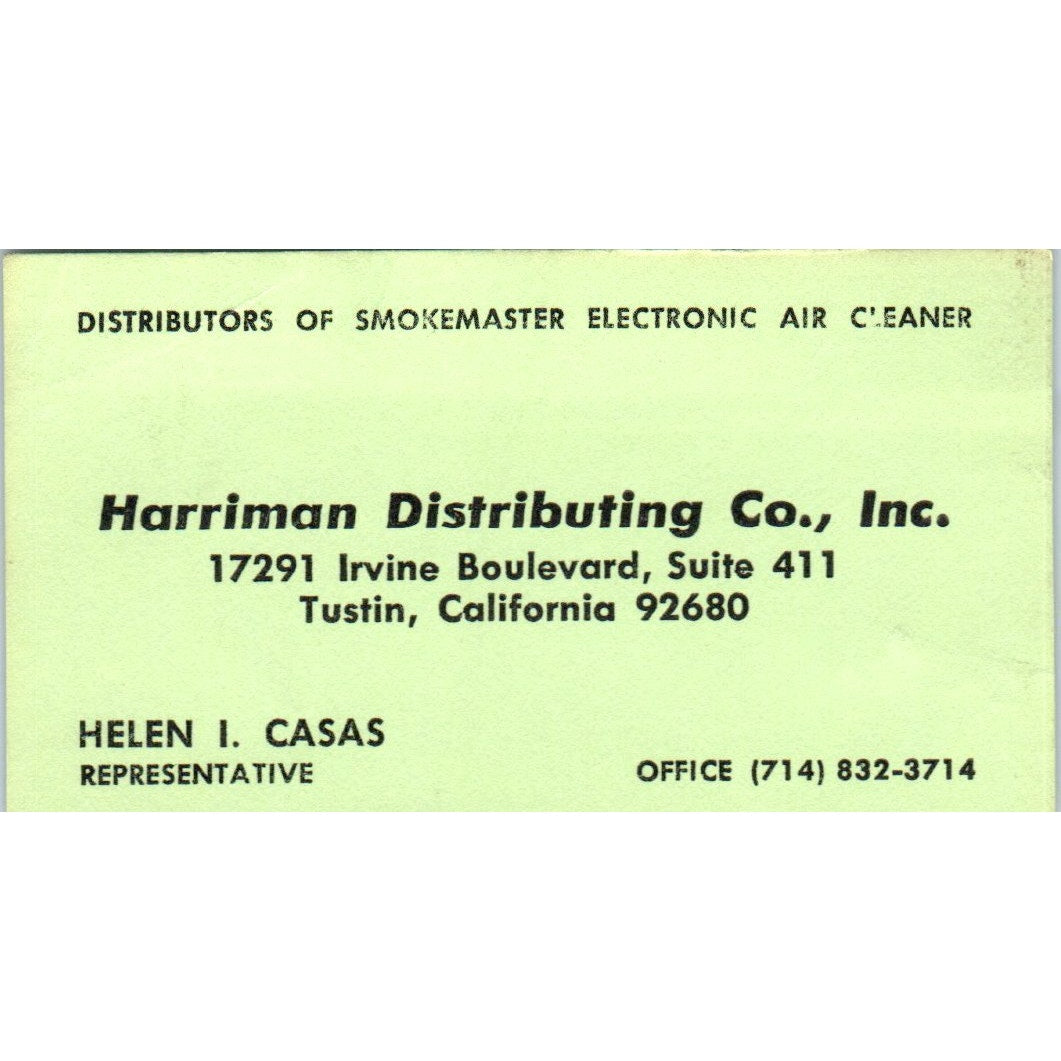 DISTRIBUTORS OF SMOKEMASTER ELECTRONIC AIR CLEANER
Harriman Distributing Co., Inc.
17291 Irvine Boulevard, Suite 411
Tustin, California 92680
HELEN I. CASAS
REPRESENTATIVE
OFFICE (714) 832-3714